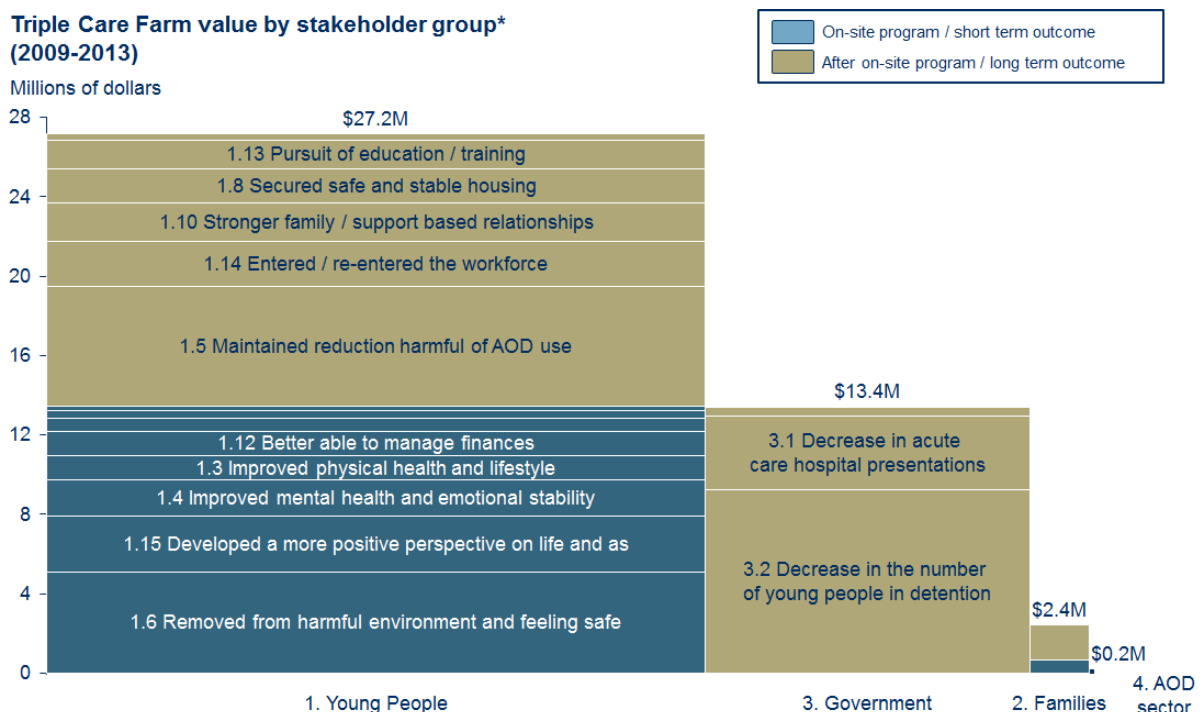 Triple Care Farm value by stakeholder group*
(2009-2013)
Millions of dollars
On-site program / short term outcome
After on-site program / long term outcome
28
24
20
16
12
8
4
0
$27.2M
1.13 Pursuit of education / training
1.8 Secured safe and stable housing
1.10 Stronger family / support based relationships
1.14 Entered / re-entered the workforce
1.5 Maintained reduction harmful of AOD use
1.12 Better able to manage finances
1.3 Improved physical health and lifestyle
1.4 Improved mental health and emotional stability
1.15 Developed a more positive perspective on life and as
1.6 Removed from harmful environment and feeling safe
$13.4M
3.1 Decrease in acute
care hospital presentations
3.2 Decrease in the number
of young people in detention
$2.4M
$0.2M
1. Young People
3. Government
2. Families
4. AOD
sector